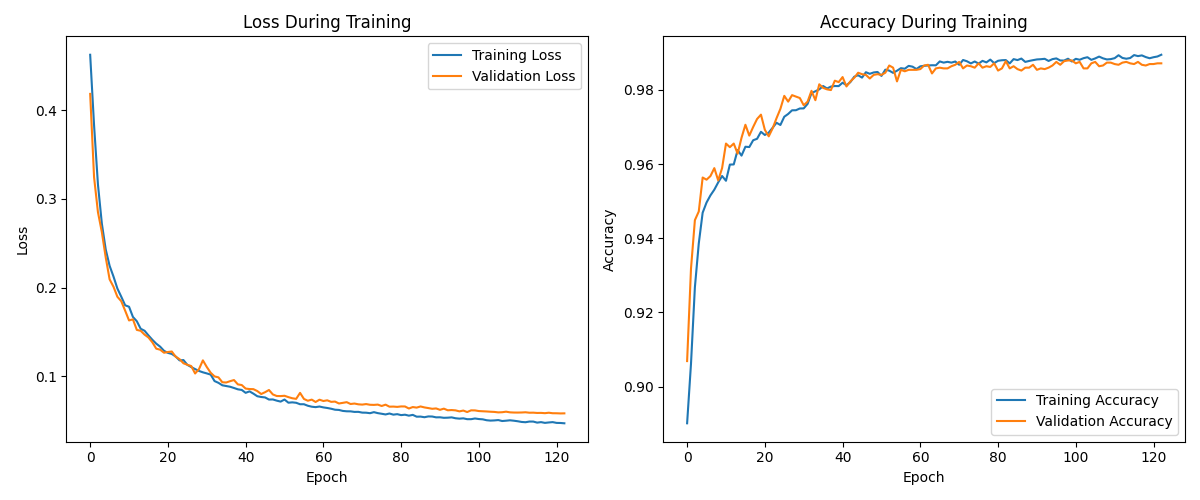 Loss During Training
Training Loss
Validation Loss
Loss
0.4
0.3
0.2
0.1
0 20 40 60 80 100 120
Epoch
Accuracy During Training
Accuracy
0.98
0.96
0.94
0.92
0.90
Training Accuracy
Validation Accuracy
0 20 40 60 80 100 120
Epoch